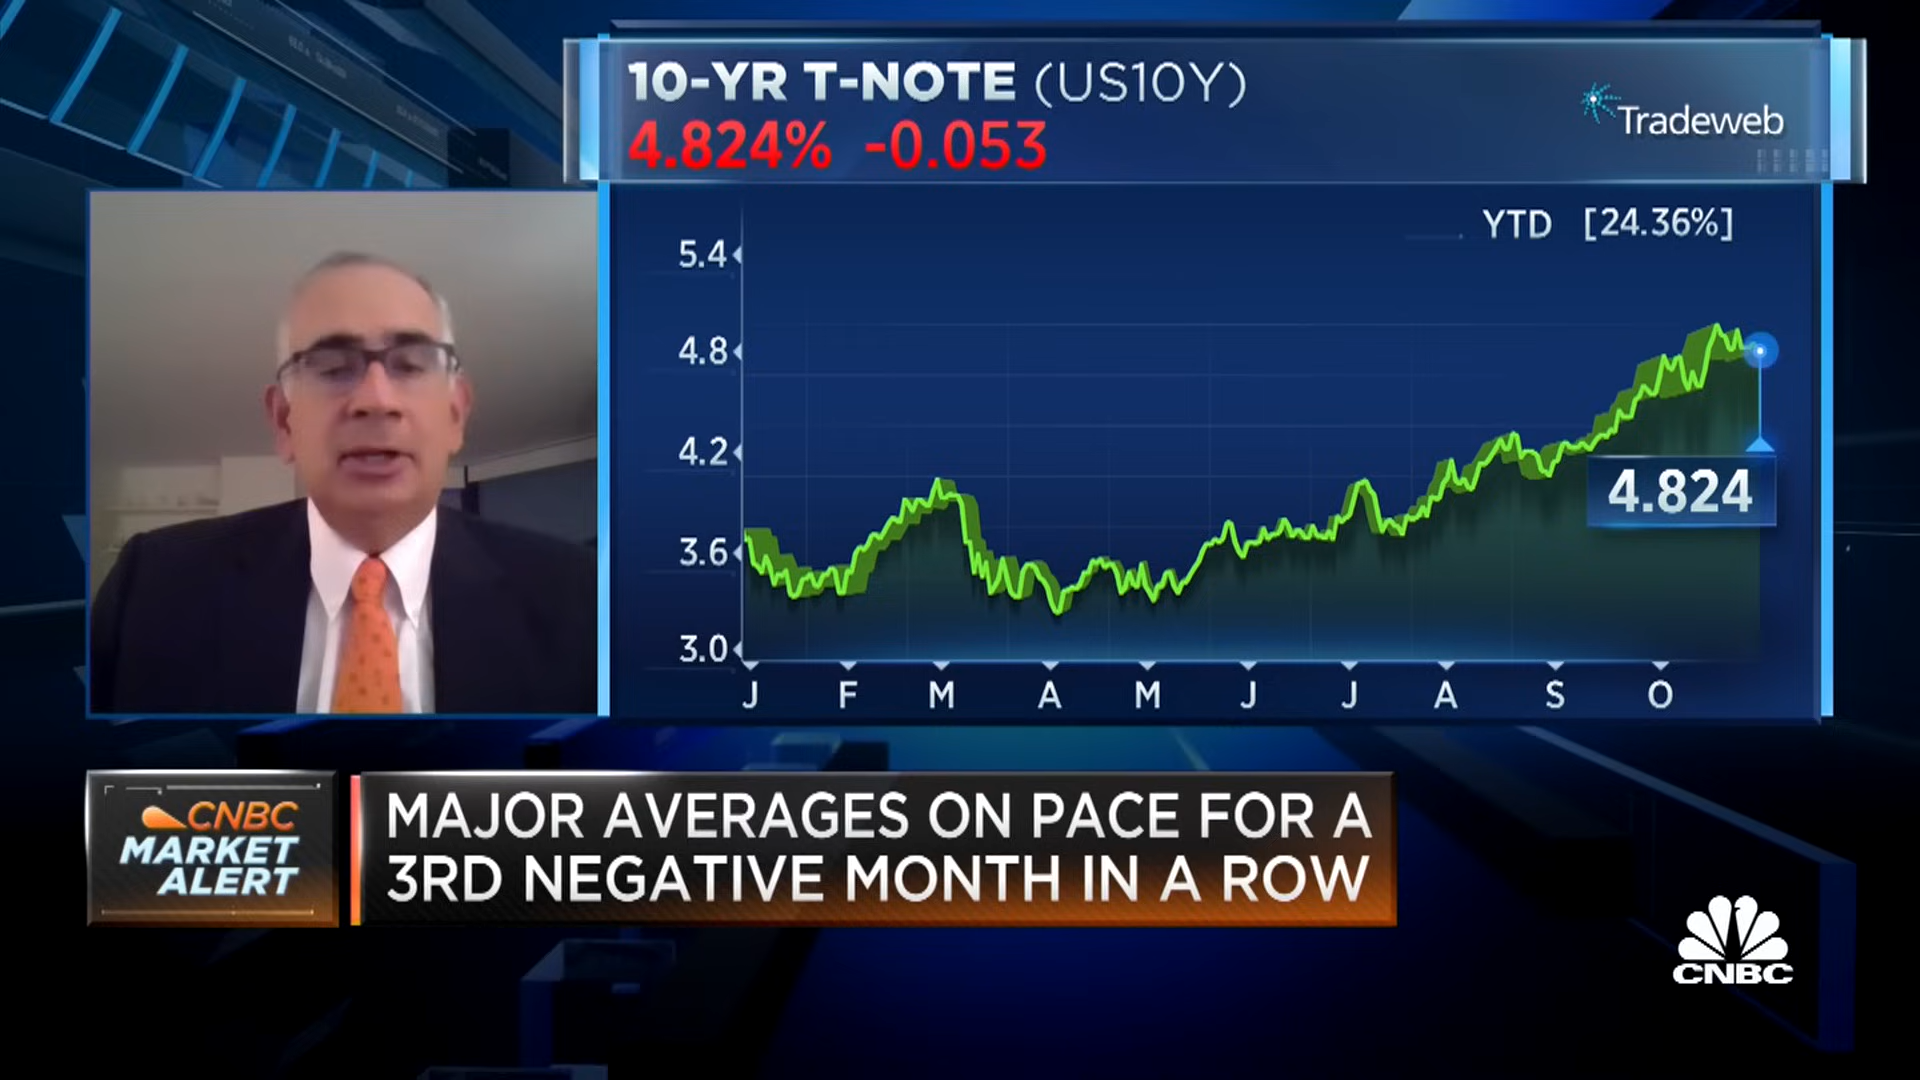 10-YR T-NOTE (US10Y)
4.824% -0.053
Tradeweb
YTD [24.36%]
5.4
4.8
4.2
3.6
3.0
4.824
J F M A M J J A S O
CNBC
MARKET
ALERT
MAJOR AVERAGES ON PACE FOR A
3RD NEGATIVE MONTH IN A ROW
CNBC